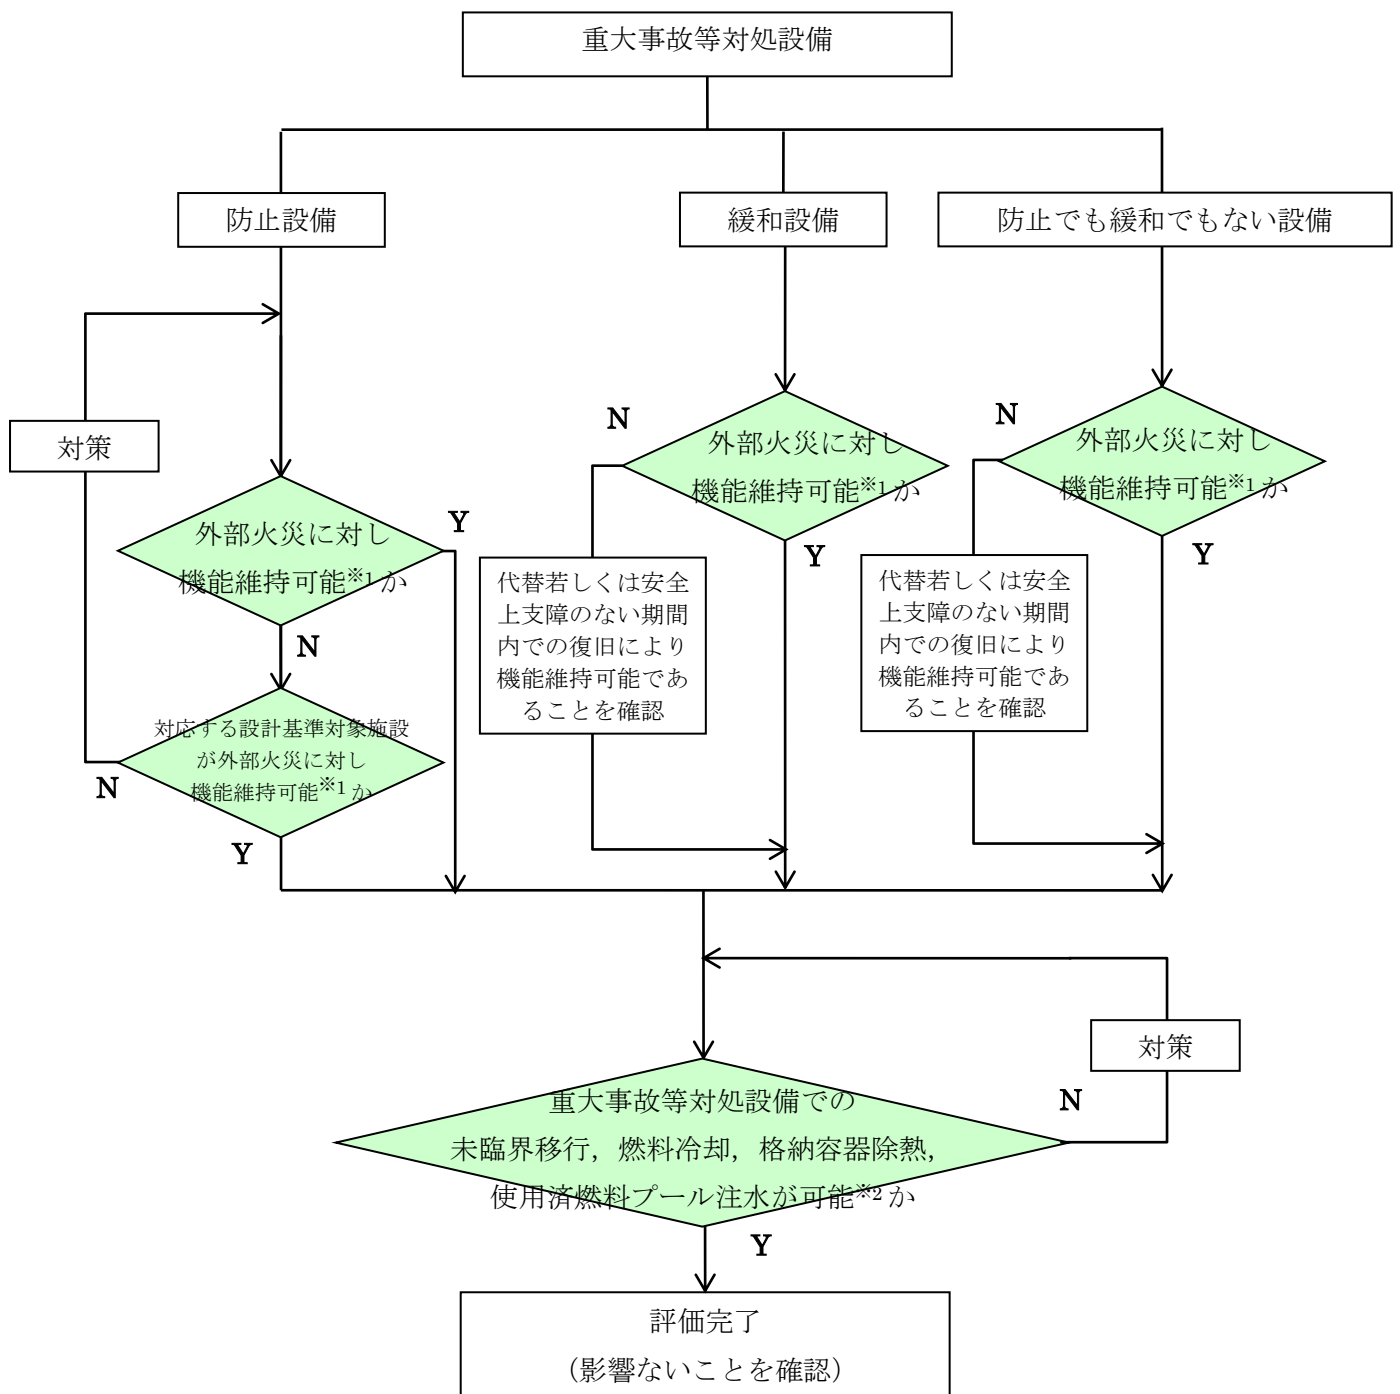 重大事故等対処設備
防止設備
緩和設備
防止でも緩和でもない設備
対策
外部火災に対し
機能維持可能※1か
Y
N
対応する設計基準対象施設
が外部火災に対し
機能維持可能※1か
N
Y
N
外部火災に対し
機能維持可能※1か
Y
代替若しくは安全
上支障のない期間
内での復旧により
機能維持可能であ
ることを確認
N
外部火災に対し
機能維持可能※1か
Y
代替若しくは安全
上支障のない期間
内での復旧により
機能維持可能であ
ることを確認
対策
N
重大事故等対処設備での
未臨界移行，燃料冷却，格納容器除熱，
使用済燃料プール注水が可能※2か
Y
評価完了
（影響ないことを確認）